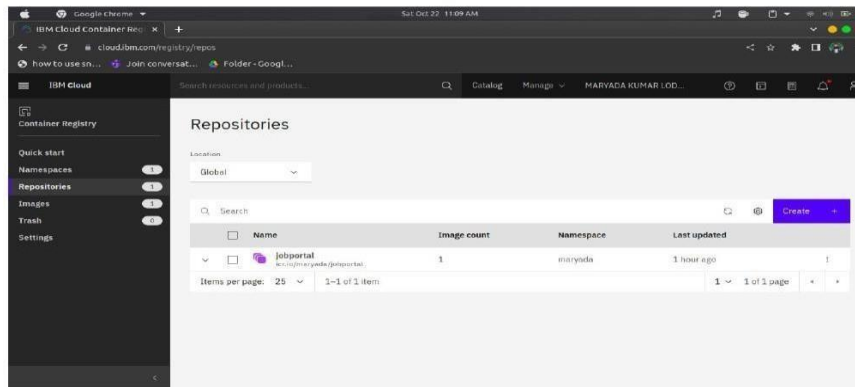 Google Chrome
Sat Oct 22 11:09 AM
IBM Cloud Container Reg
cloud.ibm.com/registry/repos
how to use sn... Join conversat... Folder - Googl...
IBM Cloud
Search resources and products...
Catalog Manage MARYADA KUMAR LOD...
Container Registry
Quick start
Namespaces 1
Repositories 1
Images 1
Trash 0
Settings
Repositories
Location
Global
Search
Create +
Name Image count Namespace Last updated
jobportal 1 maryada 1 hour ago
icr.io/maryada/jobportal
Items per page: 25 1–1 of 1 item 1 1 of 1 page